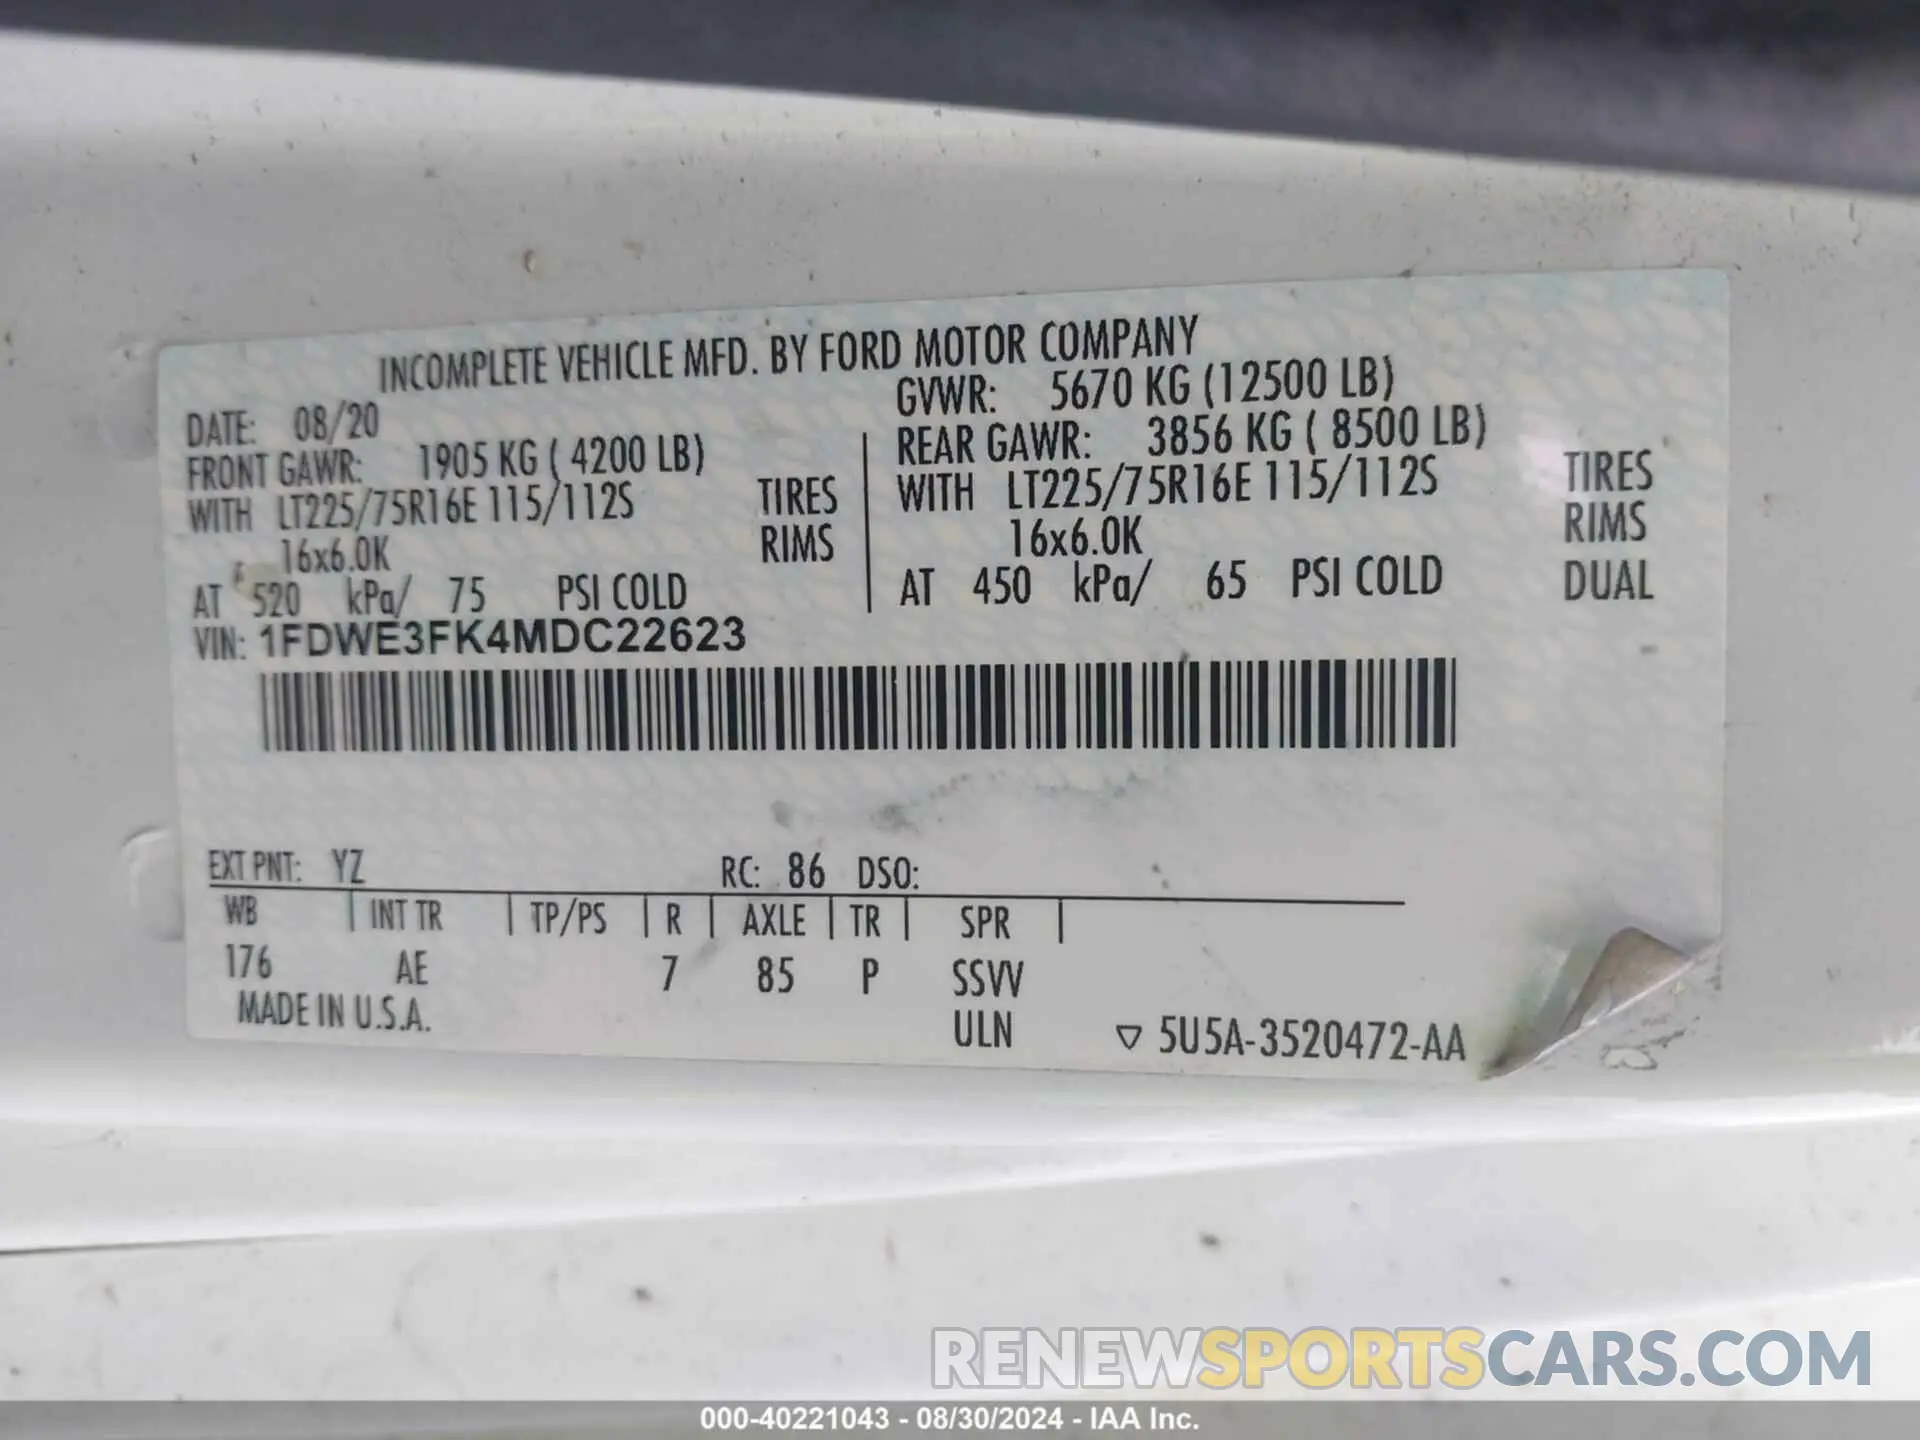 INCOMPLETE VEHICLE MFD. BY FORD MOTOR COMPANY
DATE: 08/20
GVWR: 5670 KG (12500 LB)
FRONT GAWR: 1905 KG ( 4200 LB)
WITH LT225/75R16E 115/112S TIRES
16x6.0K RIMS
AT 520 kPa/ 75 PSI COLD
REAR GAWR: 3856 KG ( 8500 LB)
WITH LT225/75R16E 115/112S TIRES
16x6.0K RIMS
AT 450 kPa/ 65 PSI COLD DUAL
VIN: 1FDWE3FK4MDC22623
EXT PNT: YZ RC: 86 DSO:
WB | INT TR | TP/PS | R | AXLE | TR | SPR |
176 AE 7 85 P SSVV
MADE IN U.S.A. ULN ▽ 5U5A-3520472-AA
RENEWSPORTSCARS.COM
000-40221043 - 08/30/2024 - IAA Inc.